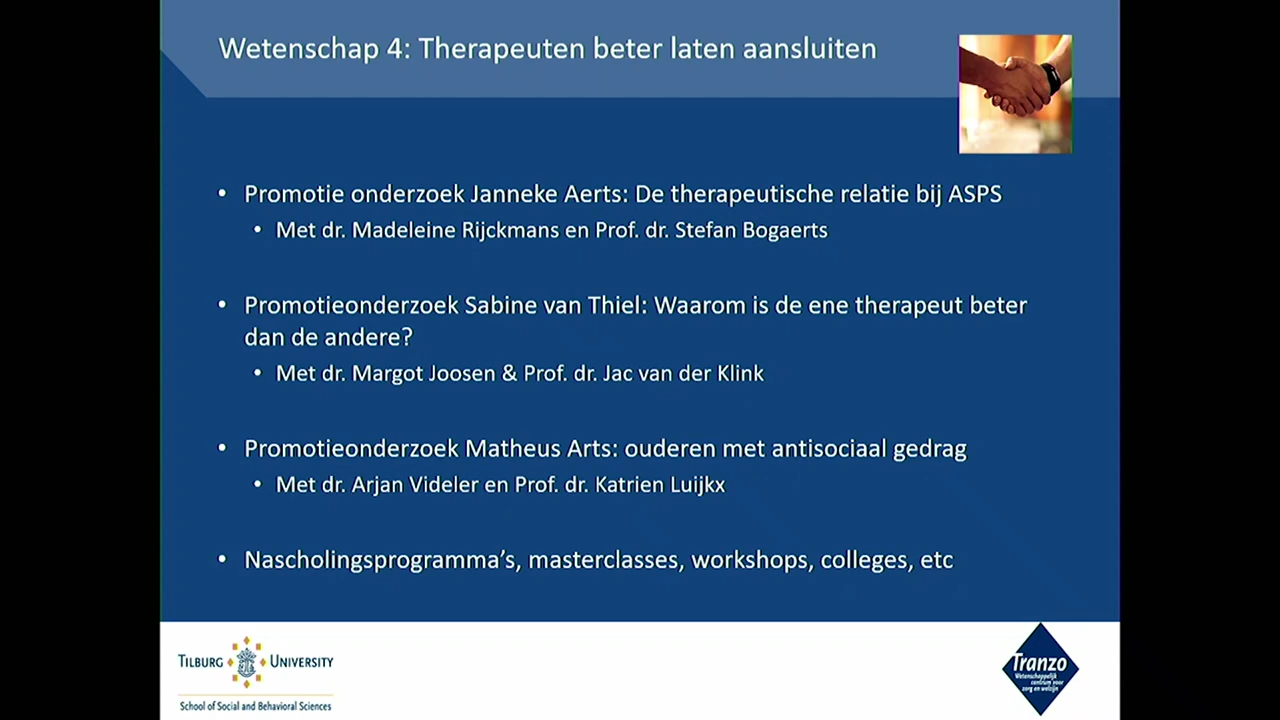 Wetenschap 4: Therapeuten beter laten aansluiten
• Promotie onderzoek Janneke Aerts: De therapeutische relatie bij ASPS
• Met dr. Madeleine Rijckmans en Prof. dr. Stefan Bogaerts
• Promotieonderzoek Sabine van Thiel: Waarom is de ene therapeut beter
dan de andere?
• Met dr. Margot Joosen & Prof. dr. Jac van der Klink
• Promotieonderzoek Matheus Arts: ouderen met antisociaal gedrag
• Met dr. Arjan Videler en Prof. dr. Katrien Luijkx
• Nascholingsprogramma’s, masterclasses, workshops, colleges, etc
TILBURG UNIVERSITY
School of Social and Behavioral Sciences
Tranzo
Wetenschappelijk
centrum voor
zorg en welzijn